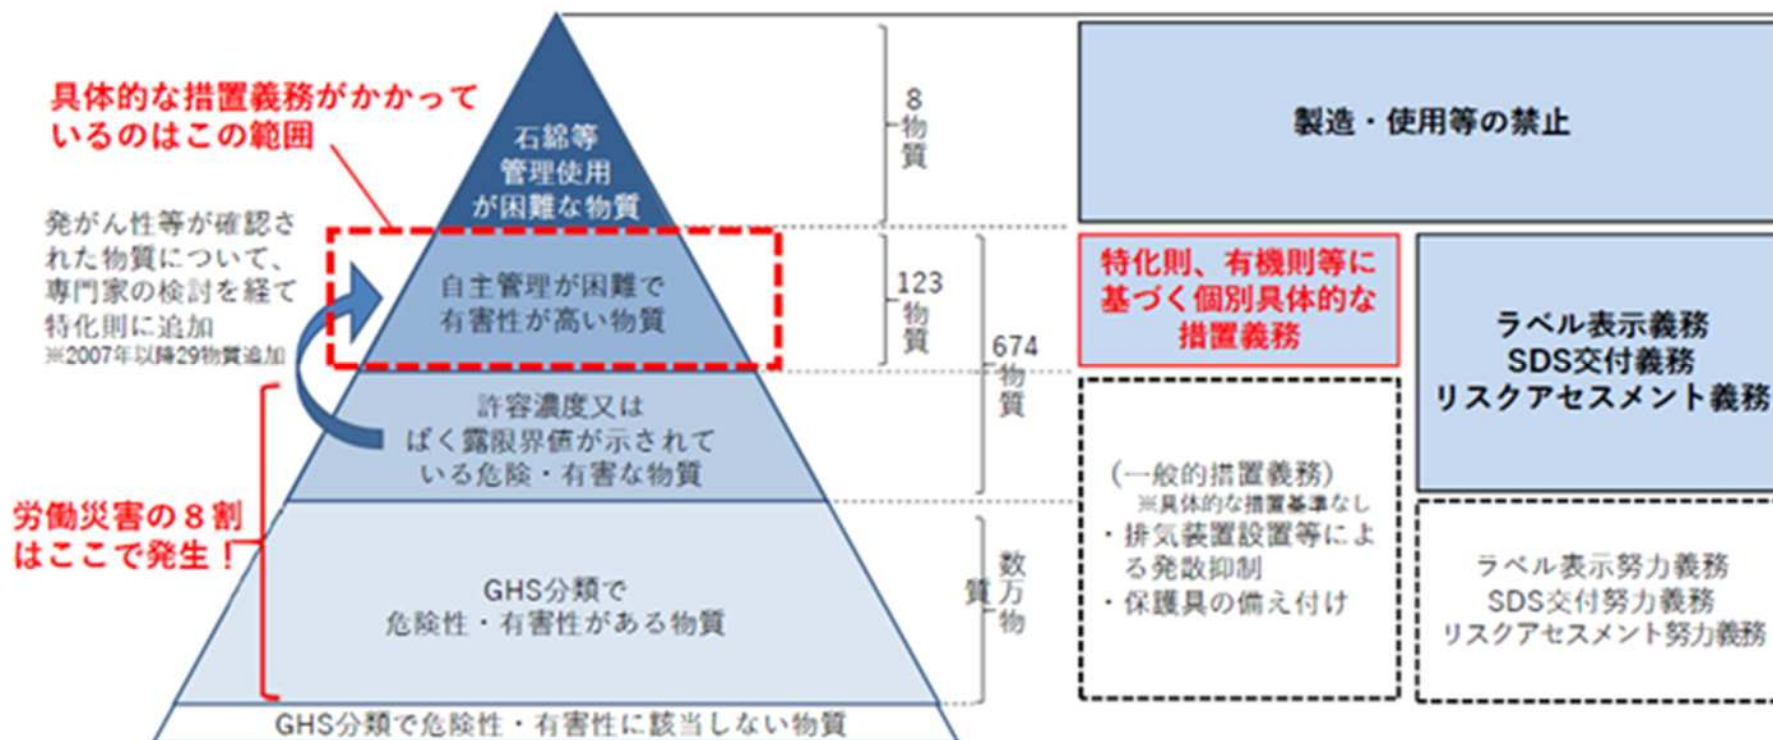 具体的な措置義務がかかって
いるのはこの範囲
発がん性等が確認さ
れた物質について、
専門家の検討を経て
特化則に追加
※2007年以降29物質追加
労働災害の8割
はここで発生！
石綿等
管理使用
が困難な物質
自主管理が困難で
有害性が高い物質
許容濃度又は
ばく露限界値が示されて
いる危険・有害な物質
GHS分類で
危険性・有害性がある物質
GHS分類で危険性・有害性に該当しない物質
8物質
123物質
674物質
数万物質
製造・使用等の禁止
特化則、有機則等に
基づく個別具体的な
措置義務
（一般的措置義務）
※具体的な措置基準なし
・排気装置設置等によ
る発散抑制
・保護具の備え付け
ラベル表示義務
SDS交付義務
リスクアセスメント義務
ラベル表示努力義務
SDS交付努力義務
リスクアセスメント努力義務